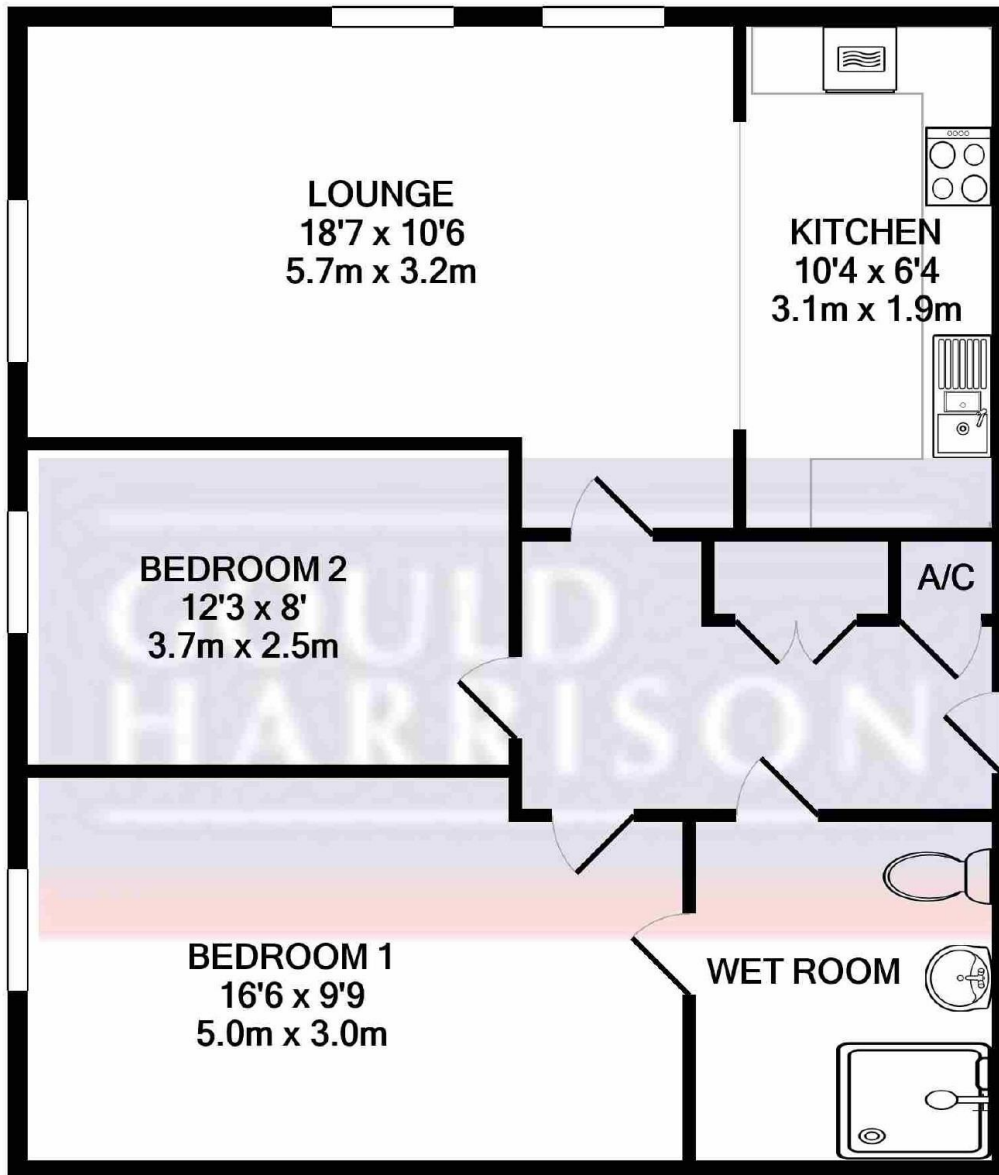 LOUNGE
18'7 x 10'6
5.7m x 3.2m
KITCHEN
10'4 x 6'4
3.1m x 1.9m
BEDROOM 2
12'3 x 8'
3.7m x 2.5m
A/C
GOULD
HARRISON
BEDROOM 1
16'6 x 9'9
5.0m x 3.0m
WET ROOM